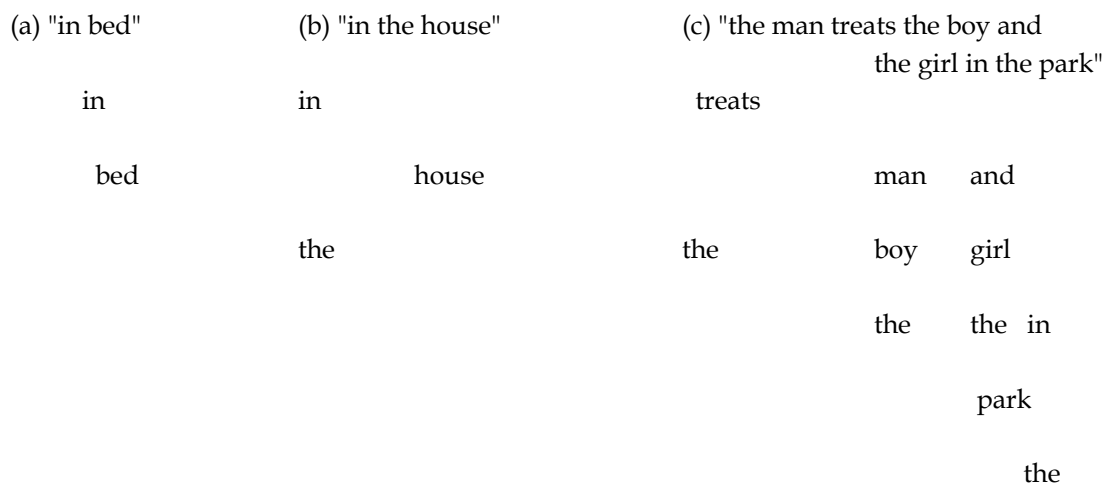 (a) "in bed" (b) "in the house" (c) "the man treats the boy and
the girl in the park"
in in treats
bed house man and
the the boy girl
the the in
park
the